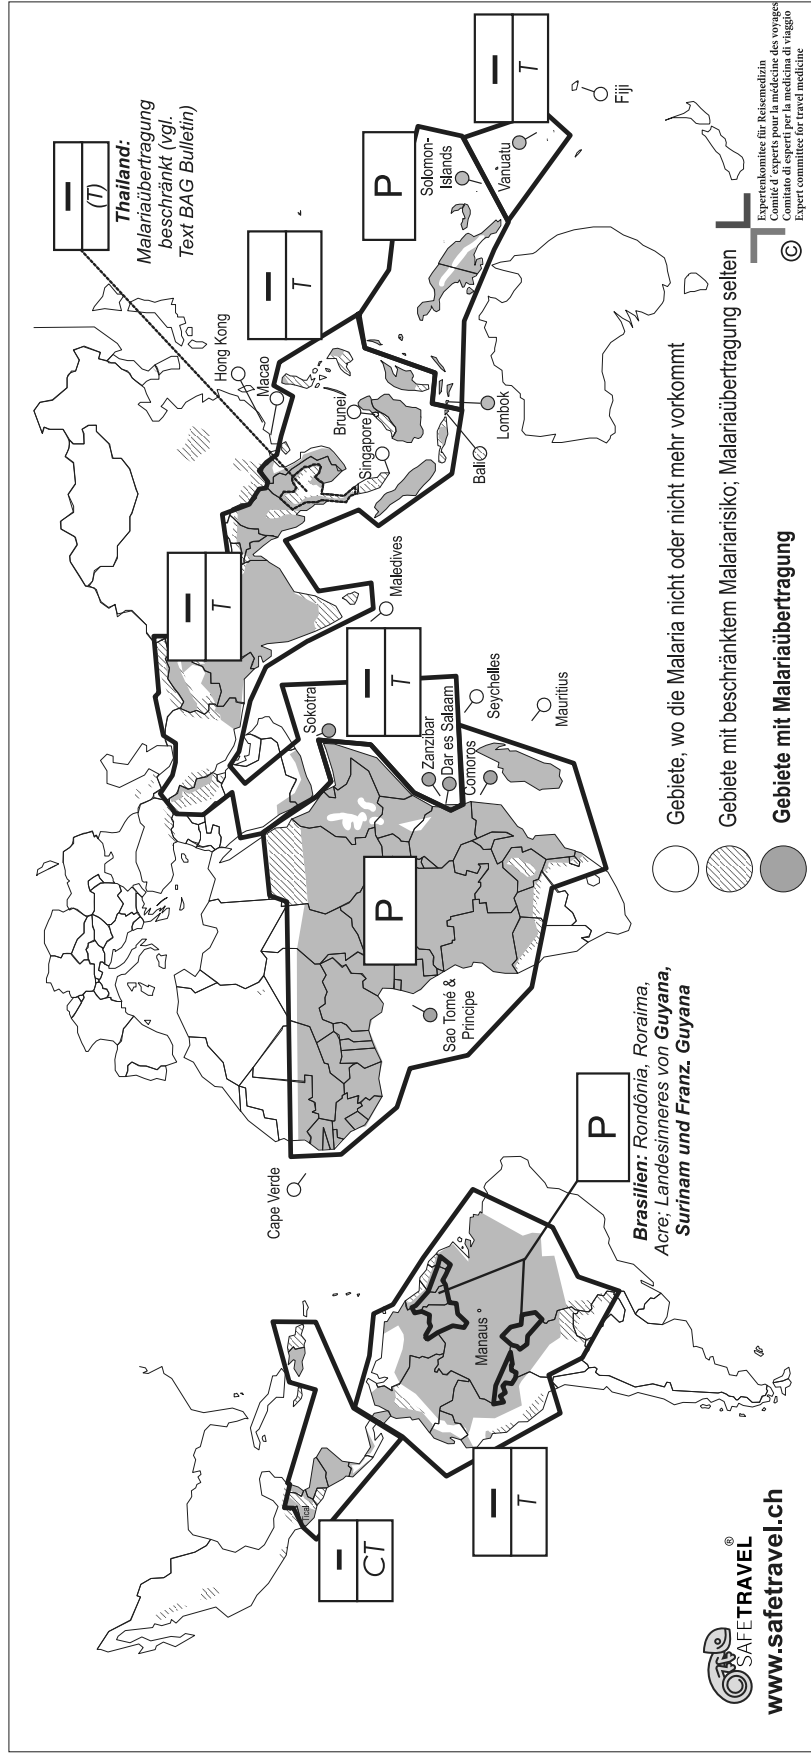 –
CT
–
T
Manaus °
Tical
Cape Verde
P
Brasilien: Rondônia, Roraima,
Acre; Landesinneres von Guyana,
Surinam und Franz. Guyana
Sao Tomé &
Principe
P
Sokotra
Zanzibar
Dar es Salaam
Comoros
Seychelles
Mauritius
–
T
–
T
Maledives
Hong Kong
Macao
Brunei
Singapore
Bali
Lombok
–
T
–
(T)
Thailand:
Malariaübertragung
beschränkt (vgl.
Text BAG Bulletin)
P
Solomon-
Islands
Vanuatu
–
T
Fiji
Gebiete, wo die Malaria nicht oder nicht mehr vorkommt
Gebiete mit beschränktem Malariarisiko; Malariaübertragung selten
Gebiete mit Malariaübertragung
SAFETRAVEL®
www.safetravel.ch
©
Expertenkomitee für Reisemedizin
Comité d'experts pour la médecine des voyages
Comitato di esperti per la medicina di viaggio
Expert committee for travel medicine